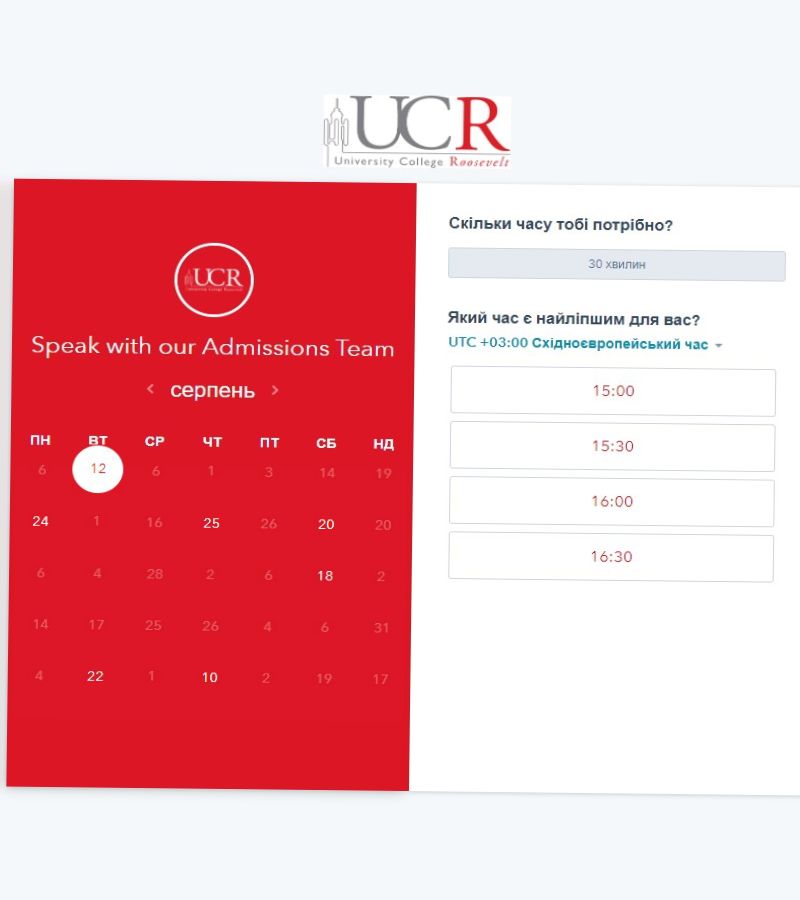 UCR
University College Roosevelt
UCR
Speak with our Admissions Team
серпень
ПН ВТ СР ЧТ ПТ СБ НД
6 12 6 1 3 14 19
24 1 16 25 26 20 20
6 4 28 2 6 18 2
14 17 25 26 4 6 31
4 22 1 10 2 19 17
Скільки часу тобі потрібно?
30 хвилин
Який час є найліпшим для вас?
UTC +03:00 Східноєвропейський час
15:00
15:30
16:00
16:30